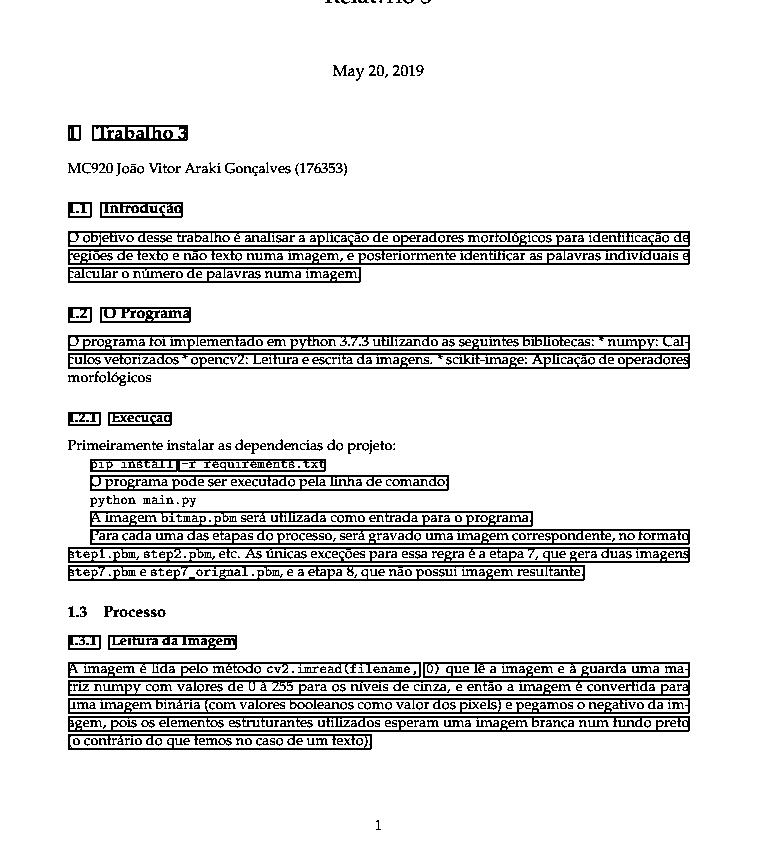 May 20, 2019
1 Trabalho 3
MC920 João Vitor Araki Gonçalves (176353)
1.1 Introdução
O objetivo desse trabalho é analisar a aplicação de operadores morfológicos para identificação de
regiões de texto e não texto numa imagem, e posteriormente identificar as palavras individuais e
calcular o número de palavras numa imagem.
1.2 O Programa
O programa foi implementado em python 3.7.3 utilizando as seguintes bibliotecas: * numpy: Cál-
culos vetorizados * opencv2: Leitura e escrita da imagens. * scikit-image: Aplicação de operadores
morfológicos
1.2.1 Execução
Primeiramente instalar as dependencias do projeto:
pip install -r requirements.txt
O programa pode ser executado pela linha de comando:
python main.py
A imagem bitmap.pbm será utilizada como entrada para o programa.
Para cada uma das etapas do processo, será gravado uma imagem correspondente, no formato
step1.pbm, step2.pbm, etc. As únicas exceções para essa regra é a etapa 7, que gera duas imagens
step7.pbm e step7_orignal.pbm, e a etapa 8, que não possui imagem resultante.
1.3 Processo
1.3.1 Leitura da Imagem
A imagem é lida pelo método cv2.imread(filename, 0) que lê a imagem e à guarda uma ma-
triz numpy com valores de 0 à 255 para os níveis de cinza, e então a imagem é convertida para
uma imagem binária (com valores booleanos como valor dos pixels) e pegamos o negativo da im-
agem, pois os elementos estruturantes utilizados esperam uma imagem branca num fundo preto
(o contrário do que temos no caso de um texto).
1